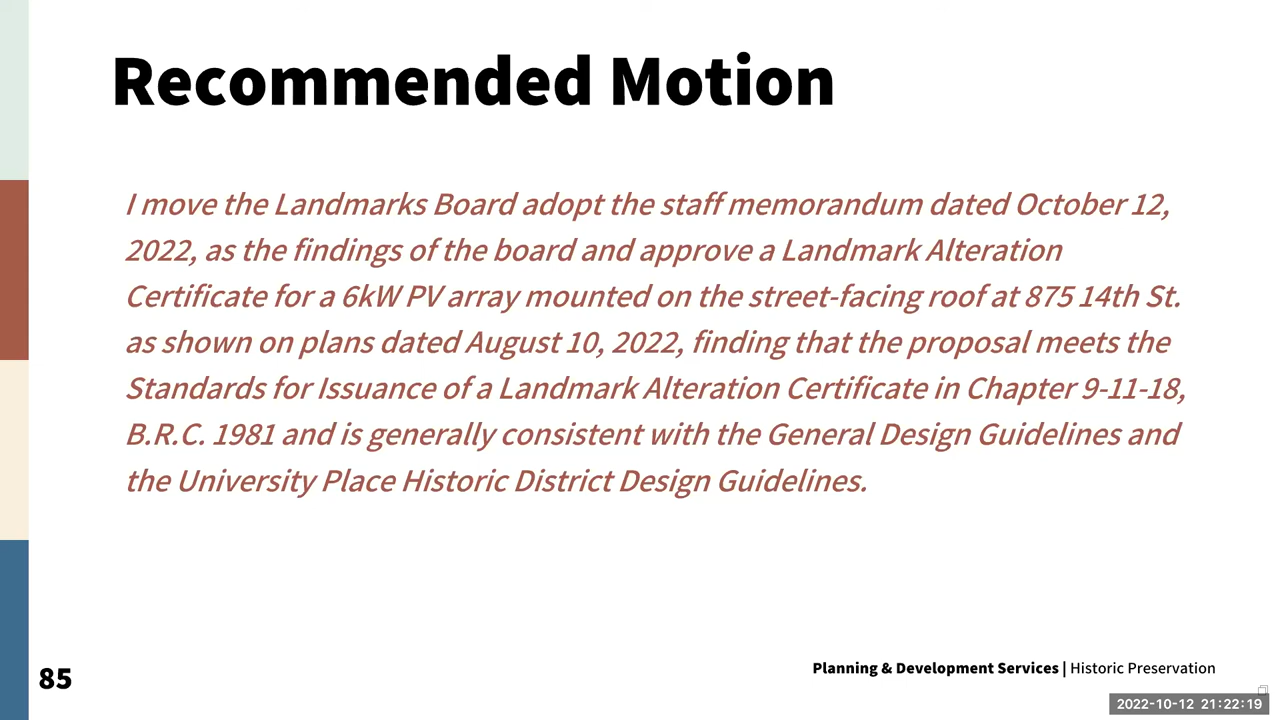 Recommended Motion
I move the Landmarks Board adopt the staff memorandum dated October 12,
2022, as the findings of the board and approve a Landmark Alteration
Certificate for a 6kW PV array mounted on the street-facing roof at 875 14th St.
as shown on plans dated August 10, 2022, finding that the proposal meets the
Standards for Issuance of a Landmark Alteration Certificate in Chapter 9-11-18,
B.R.C. 1981 and is generally consistent with the General Design Guidelines and
the University Place Historic District Design Guidelines.
85
Planning & Development Services | Historic Preservation
2022-10-12 21:22:19